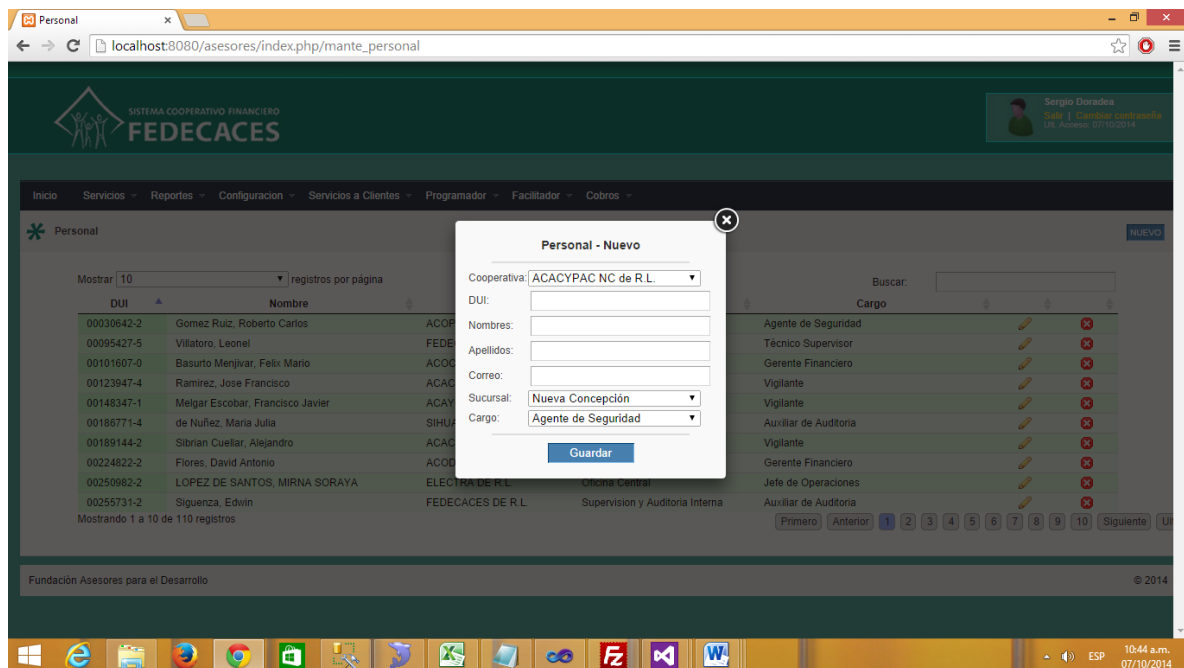 Personal
localhost:8080/asesores/index.php/mante_personal
SISTEMA COOPERATIVO FINANCIERO
FEDECACES
Sergio Doradea
Salir | Cambiar contraseña
Ult. Acceso: 07/10/2014
Inicio Servicios Reportes Configuracion Servicios a Clientes Programador Facilitador Cobros
Personal
NUEVO
Mostrar 10 registros por página
Buscar:
DUI Nombre Cargo
00030642-2 Gomez Ruiz, Roberto Carlos ACOP Agente de Seguridad
00095427-5 Villatoro, Leonel FEDE Técnico Supervisor
00101607-0 Basurto Menjivar, Felix Mario ACOC Gerente Financiero
00123947-4 Ramirez, Jose Francisco ACAC Vigilante
00148347-1 Melgar Escobar, Francisco Javier ACAY Vigilante
00186771-4 de Nuñez, Maria Julia SIHUA Auxiliar de Auditoria
00189144-2 Sibrian Cuellar, Alejandro ACAC Vigilante
00224822-2 Flores, David Antonio ACOD Gerente Financiero
00250982-2 LOPEZ DE SANTOS, MIRNA SORAYA ELECTRA DE R.L. Oficina Central Jefe de Operaciones
00255731-2 Siguenza, Edwin FEDECACES DE R.L. Supervision y Auditoria Interna Auxiliar de Auditoria
Mostrando 1 a 10 de 110 registros
Primero Anterior 1 2 3 4 5 6 7 8 9 10 Siguiente Ul
Personal - Nuevo
Cooperativa: ACACYPAC NC de R.L.
DUI:
Nombres:
Apellidos:
Correo:
Sucursal: Nueva Concepción
Cargo: Agente de Seguridad
Guardar
Fundación Asesores para el Desarrollo
© 2014
ESP
10:44 a.m.
07/10/2014